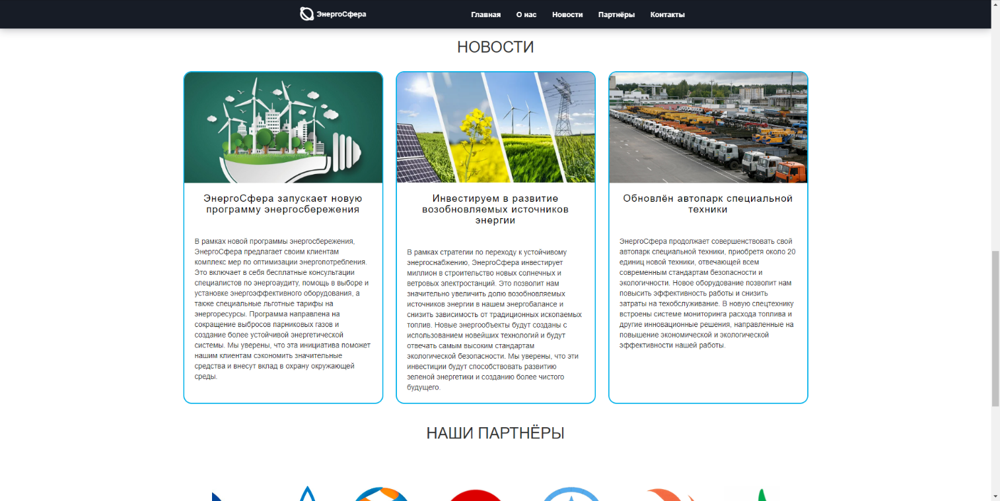 ЭнергоСфера
Главная
О нас
Новости
Партнёры
Контакты
НОВОСТИ
ЭнергоСфера запускает новую
программу энергосбережения
В рамках новой программы энергосбережения,
ЭнергоСфера предлагает своим клиентам
комплекс мер по оптимизации энергопотребления.
Это включает в себя бесплатные консультации
специалистов по энергоаудиту, помощь в выборе и
установке энергоэффективного оборудования, а
также специальные льготные тарифы на
энергоресурсы. Программа направлена на
сокращение выбросов парниковых газов и
создание более устойчивой энергетической
системы. Мы уверены, что эта инициатива поможет
нашим клиентам сэкономить значительные
средства и внесут вклад в охрану окружающей
среды.
Инвестируем в развитие
возобновляемых источников
энергии
В рамках стратегии по переходу к устойчивому
энергоснабжению, ЭнергоСфера инвестирует
миллион в строительство новых солнечных и
ветровых электростанций. Это позволит нам
значительно увеличить долю возобновляемых
источников энергии в нашем энергобалансе и
снизить зависимость от традиционных ископаемых
топлив. Новые энергообъекты будут созданы с
использованием новейших технологий и будут
отвечать самым высоким стандартам
экологической безопасности. Мы уверены, что эти
инвестиции будут способствовать развитию
зеленой энергетики и созданию более чистого
будущего.
Обновлён автопарк специальной
техники
ЭнергоСфера продолжает совершенствовать свой
автопарк специальной техники, приобретя около 20
единиц новой техники, отвечающей всем
современным стандартам безопасности и
экологичности. Новое оборудование позволит нам
повысить эффективность работы и снизить
затраты на техобслуживание. В новую спецтехнику
встроены системе мониторинга расхода топлива и
другие инновационные решения, направленные на
повышение экономической и экологической
эффективности нашей работы.
НАШИ ПАРТНЁРЫ